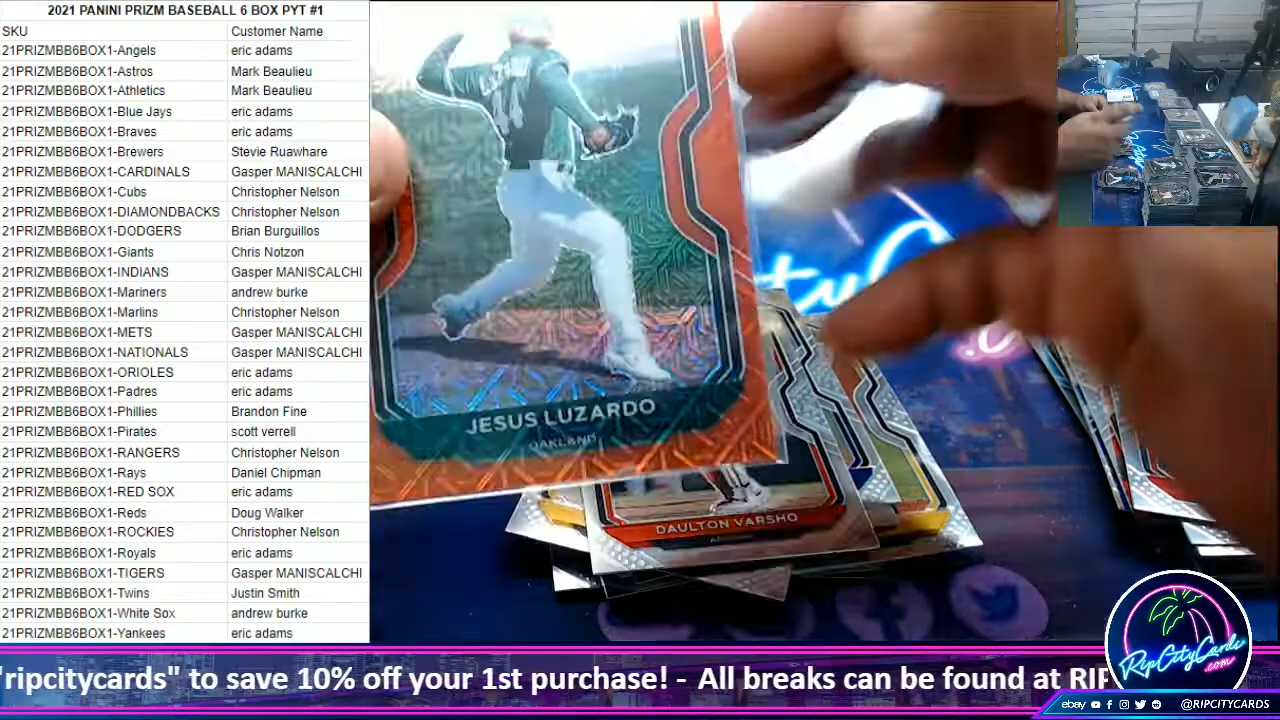 2021 PANINI PRIZM BASEBALL 6 BOX PYT #1
SKU Customer Name
21PRIZMBB6BOX1-Angels eric adams
21PRIZMBB6BOX1-Astros Mark Beaulieu
21PRIZMBB6BOX1-Athletics Mark Beaulieu
21PRIZMBB6BOX1-Blue Jays eric adams
21PRIZMBB6BOX1-Braves eric adams
21PRIZMBB6BOX1-Brewers Stevie Ruawhare
21PRIZMBB6BOX1-CARDINALS Gasper MANISCALCHI
21PRIZMBB6BOX1-Cubs Christopher Nelson
21PRIZMBB6BOX1-DIAMONDBACKS Christopher Nelson
21PRIZMBB6BOX1-DODGERS Brian Burguillos
21PRIZMBB6BOX1-Giants Chris Notzon
21PRIZMBB6BOX1-INDIANS Gasper MANISCALCHI
21PRIZMBB6BOX1-Mariners andrew burke
21PRIZMBB6BOX1-Marlins Christopher Nelson
21PRIZMBB6BOX1-METS Gasper MANISCALCHI
21PRIZMBB6BOX1-NATIONALS Gasper MANISCALCHI
21PRIZMBB6BOX1-ORIOLES eric adams
21PRIZMBB6BOX1-Padres eric adams
21PRIZMBB6BOX1-Phillies Brandon Fine
21PRIZMBB6BOX1-Pirates scott verrell
21PRIZMBB6BOX1-RANGERS Christopher Nelson
21PRIZMBB6BOX1-Rays Daniel Chipman
21PRIZMBB6BOX1-RED SOX eric adams
21PRIZMBB6BOX1-Reds Doug Walker
21PRIZMBB6BOX1-ROCKIES Christopher Nelson
21PRIZMBB6BOX1-Royals eric adams
21PRIZMBB6BOX1-TIGERS Gasper MANISCALCHI
21PRIZMBB6BOX1-Twins Justin Smith
21PRIZMBB6BOX1-White Sox andrew burke
21PRIZMBB6BOX1-Yankees eric adams
44
JESUS LUZARDO
OAKLAND
DAULTON VARSHO
"ripcitycards" to save 10% off your 1st purchase! - All breaks can be found at RIP
RipCityCards
.com
ebay @RIPCITYCARDS